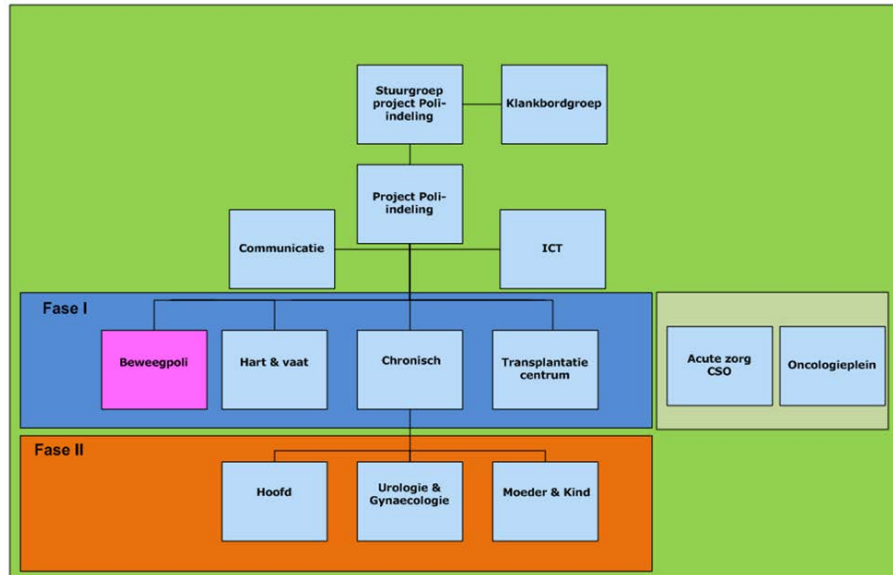 Stuurgroep
project Poli-
indeling
Klankbordgroep
Project Poli-
indeling
Communicatie
ICT
Fase I
Beweegpoli
Hart & vaat
Chronisch
Transplantatie
centrum
Acute zorg
CSO
Oncologieplein
Fase II
Hoofd
Urologie &
Gynaecologie
Moeder & Kind